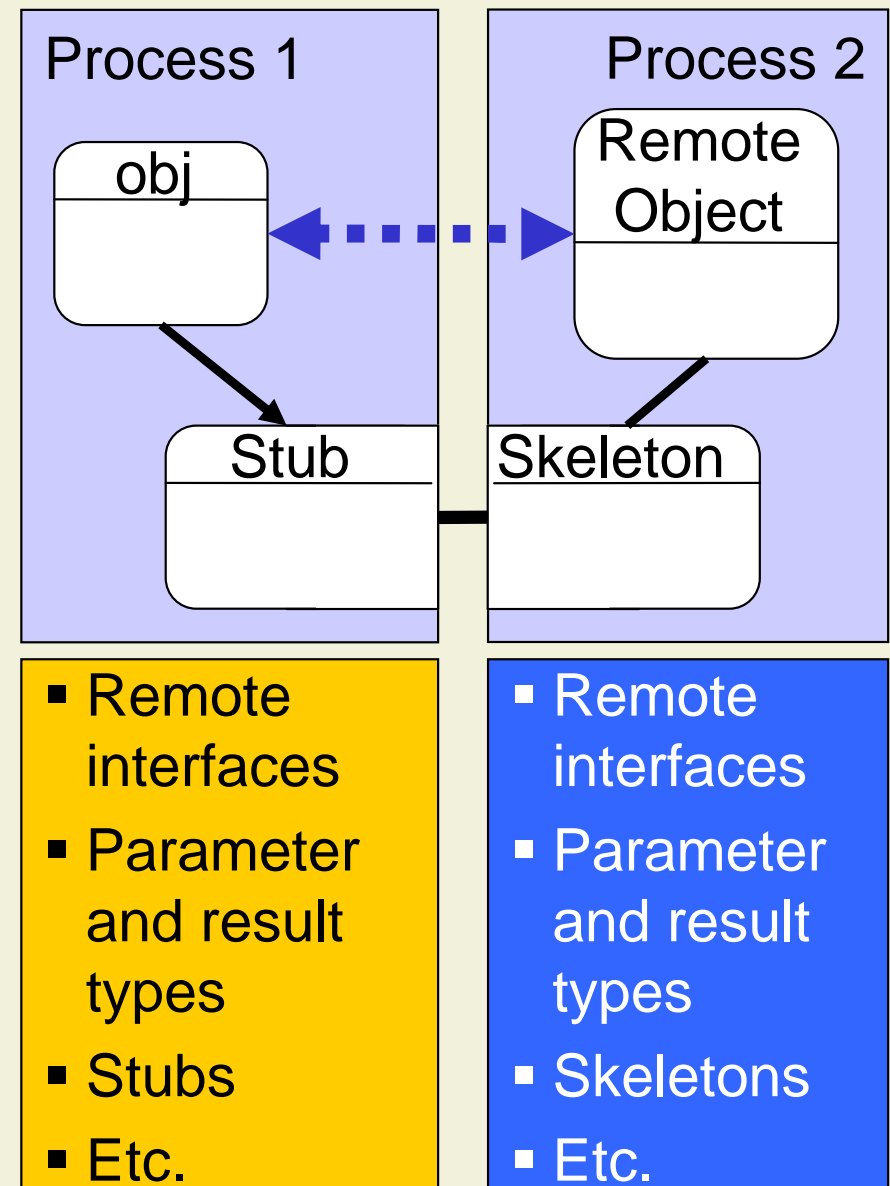 Process 1
Process 2
obj
Remote
Object
Stub
Skeleton
▪ Remote
interfaces
▪ Parameter
and result
types
▪ Stubs
▪ Etc.
▪ Remote
interfaces
▪ Parameter
and result
types
▪ Skeletons
▪ Etc.